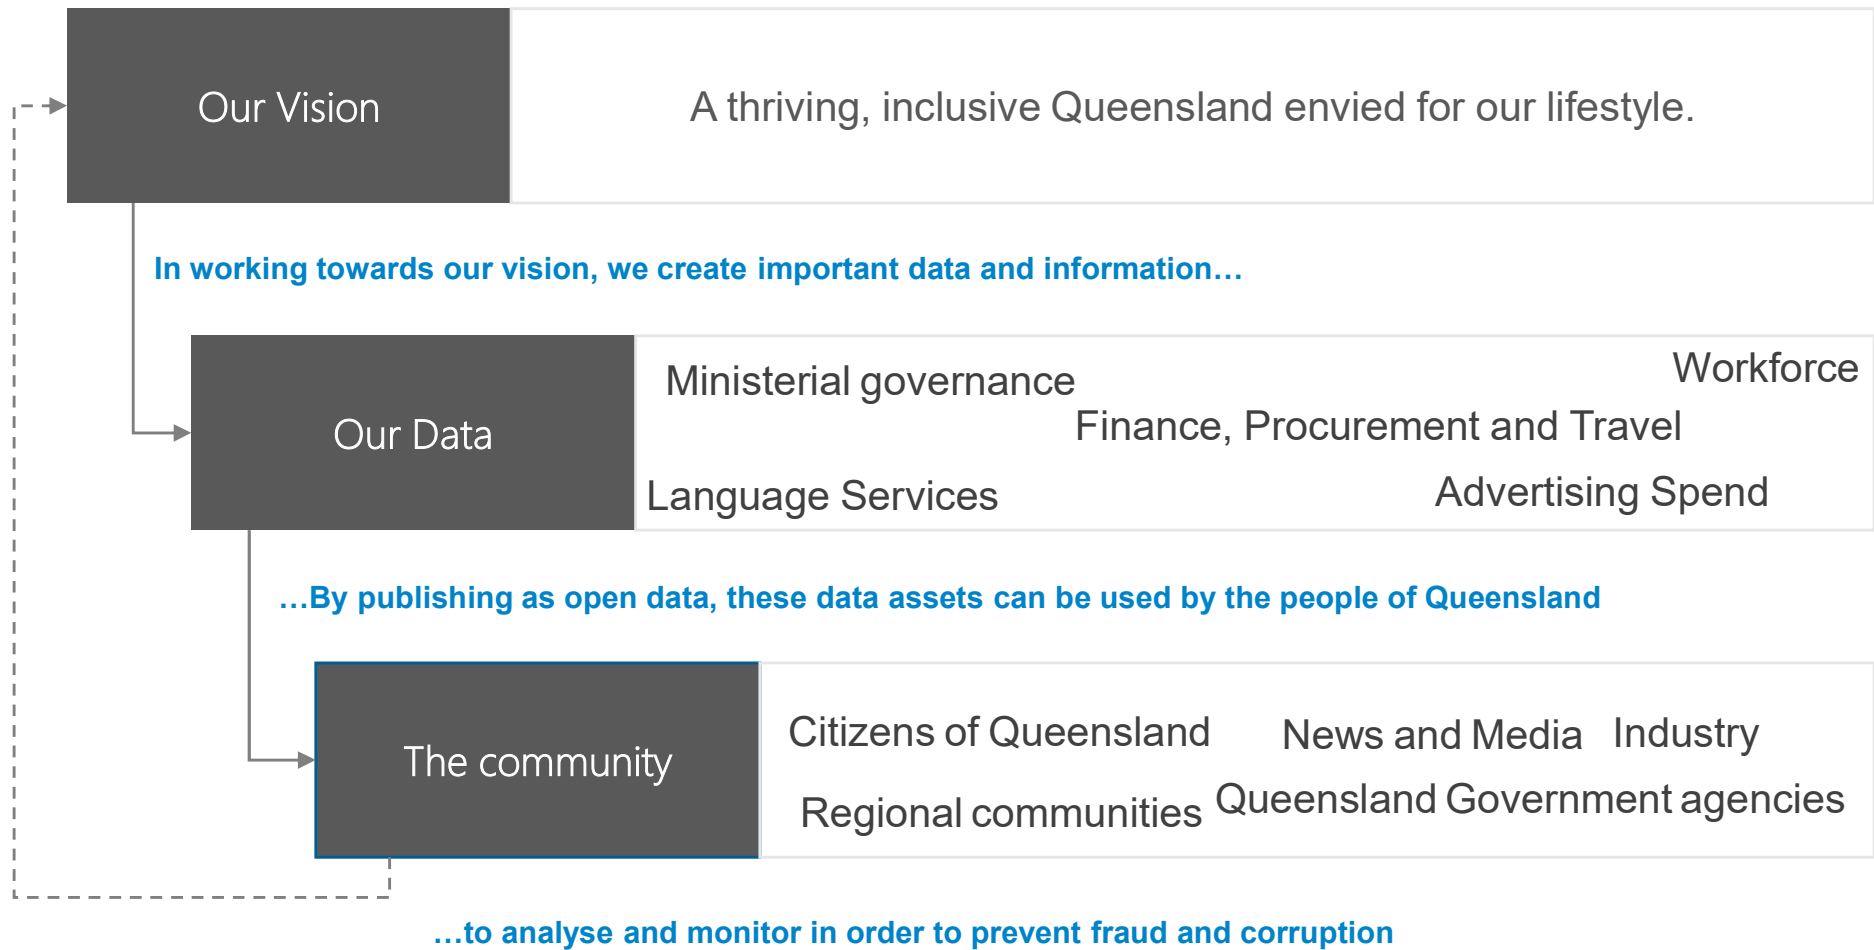 Our Vision
A thriving, inclusive Queensland envied for our lifestyle.
In working towards our vision, we create important data and information…
Our Data
Ministerial governance
Workforce
Finance, Procurement and Travel
Language Services
Advertising Spend
…By publishing as open data, these data assets can be used by the people of Queensland
The community
Citizens of Queensland
News and Media
Industry
Regional communities
Queensland Government agencies
…to analyse and monitor in order to prevent fraud and corruption